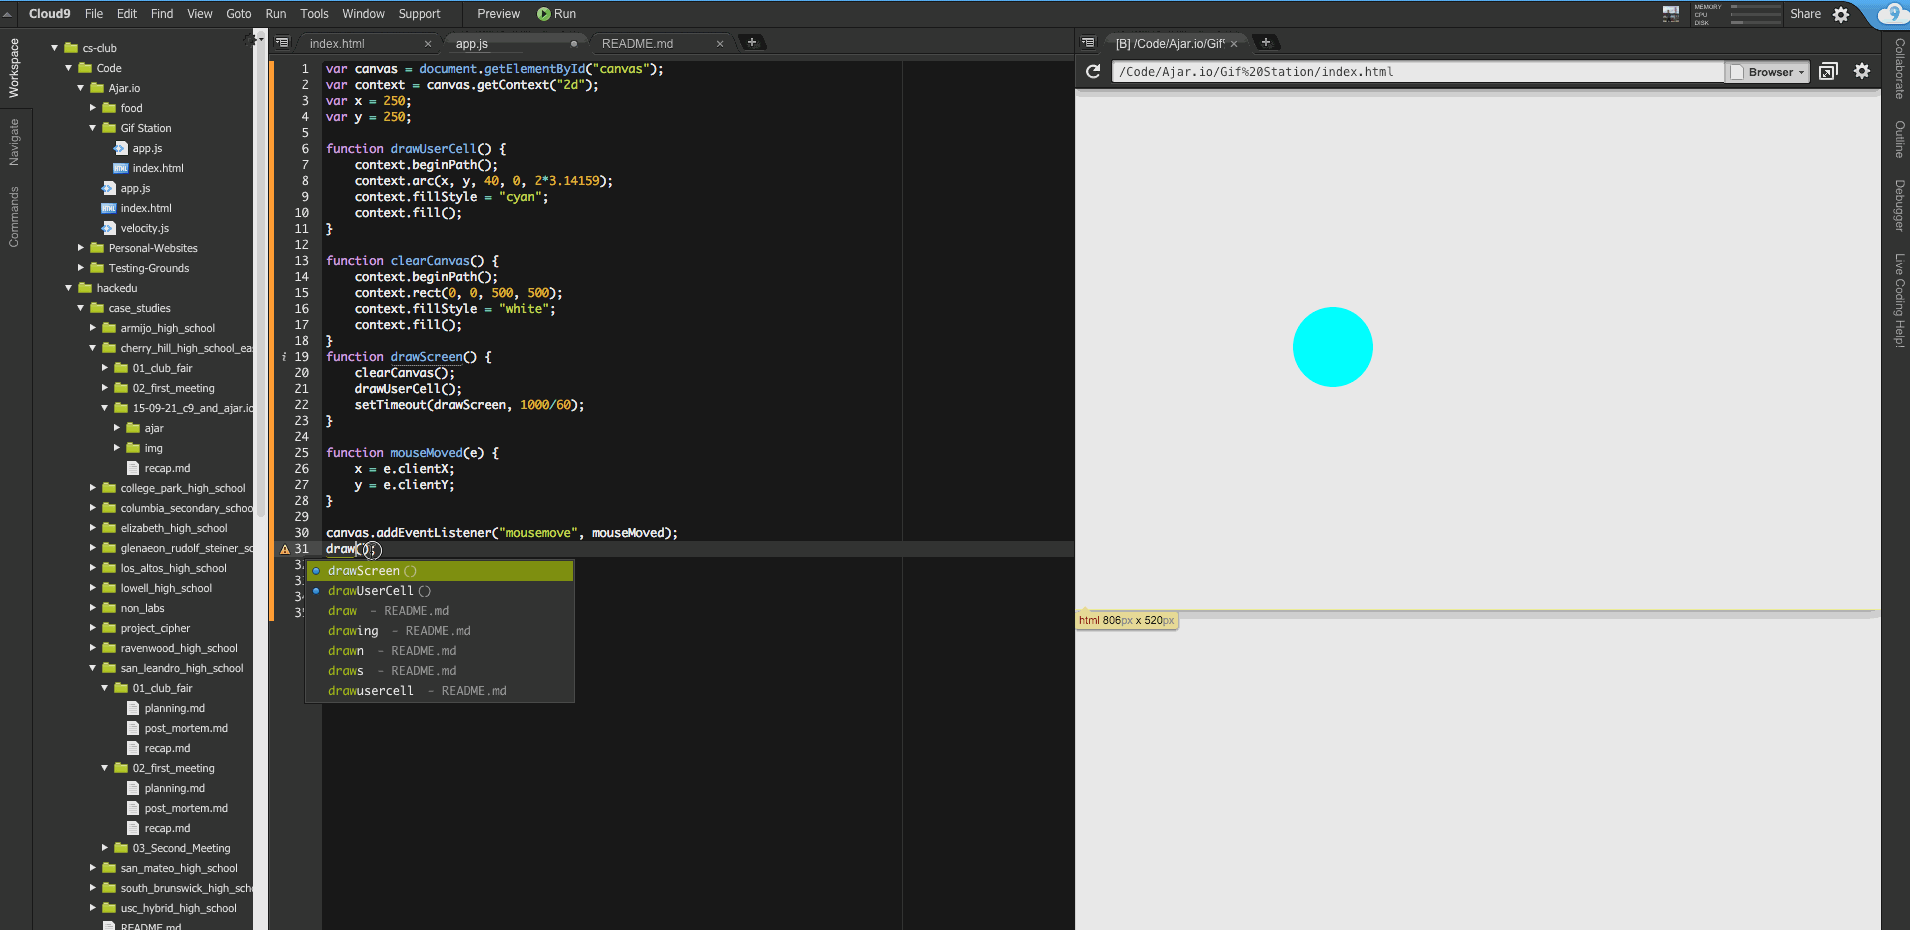 Cloud9 File Edit Find View Goto Run Tools Window Support Preview Run
MEMORY
CPU
DISK
Share
9
Workspace
Navigate
Commands
cs-club
Code
Ajar.io
food
Gif Station
app.js
index.html
app.js
index.html
velocity.js
Personal-Websites
Testing-Grounds
hackedu
case_studies
armijo_high_school
cherry_hill_high_school_eas
01_club_fair
02_first_meeting
15-09-21_c9_and_ajar.io
ajar
img
recap.md
college_park_high_school
columbia_secondary_schoo
elizabeth_high_school
glenaeon_rudolf_steiner_sc
los_altos_high_school
lowell_high_school
non_labs
project_cipher
ravenwood_high_school
san_leandro_high_school
01_club_fair
planning.md
post_mortem.md
recap.md
02_first_meeting
planning.md
post_mortem.md
recap.md
03_Second_Meeting
san_mateo_high_school
south_brunswick_high_scho
usc_hybrid_high_school
README.md
index.html app.js README.md
1 var canvas = document.getElementById("canvas");
2 var context = canvas.getContext("2d");
3 var x = 250;
4 var y = 250;
5
6 function drawUserCell() {
7 context.beginPath();
8 context.arc(x, y, 40, 0, 2*3.14159);
9 context.fillStyle = "cyan";
10 context.fill();
11 }
12
13 function clearCanvas() {
14 context.beginPath();
15 context.rect(0, 0, 500, 500);
16 context.fillStyle = "white";
17 context.fill();
18 }
19 function drawScreen() {
20 clearCanvas();
21 drawUserCell();
22 setTimeout(drawScreen, 1000/60);
23 }
24
25 function mouseMoved(e) {
26 x = e.clientX;
27 y = e.clientY;
28 }
29
30 canvas.addEventListener("mousemove", mouseMoved);
31 draw();
drawScreen()
drawUserCell()
draw - README.md
drawing - README.md
drawn - README.md
draws - README.md
drawusercell - README.md
[B] /Code/Ajar.io/Gif
/Code/Ajar.io/Gif%20Station/index.html Browser
html 806px x 520px
Collaborate
Outline
Debugger
Live Coding Help!